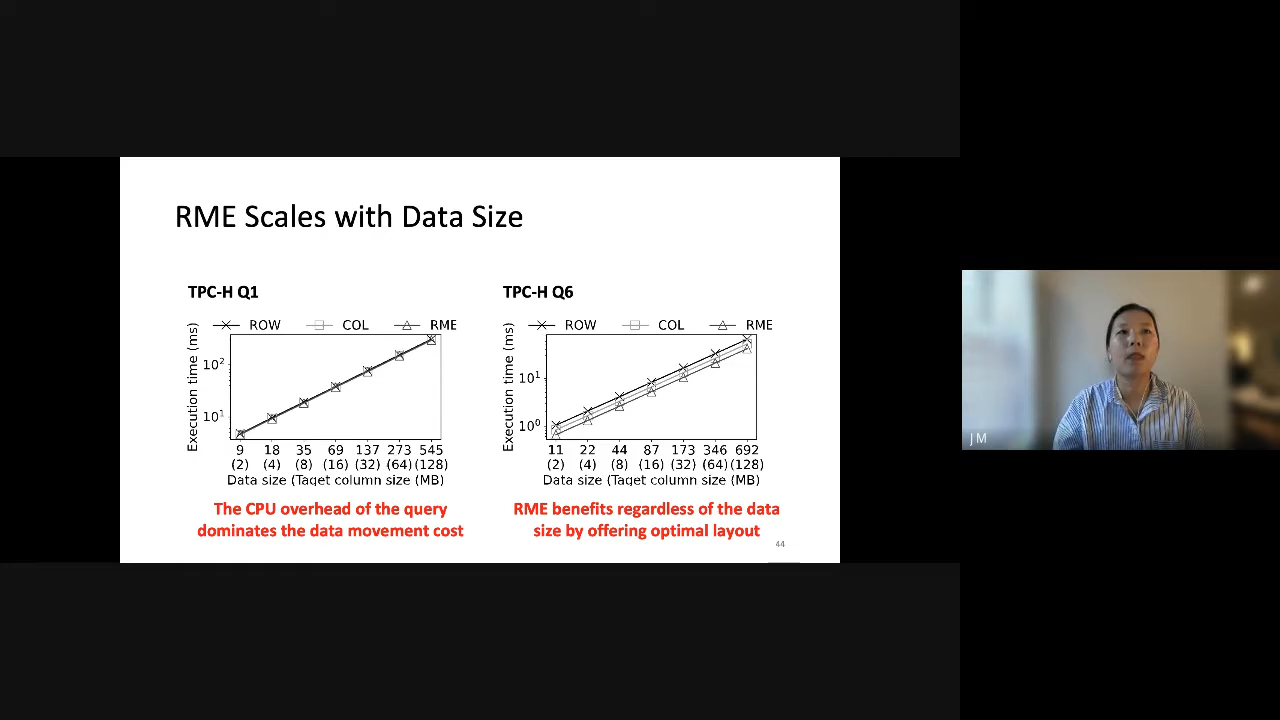 RME Scales with Data Size
TPC-H Q1
ROW COL RME
Execution time (ms)
10²
10¹
9 18 35 69 137 273 545
(2) (4) (8) (16) (32) (64) (128)
Data size (Taget column size (MB)
The CPU overhead of the query
dominates the data movement cost
TPC-H Q6
ROW COL RME
Execution time (ms)
10¹
10⁰
11 22 44 87 173 346 692
(2) (4) (8) (16) (32) (64) (128)
Data size (Taget column size (MB)
RME benefits regardless of the data
size by offering optimal layout
44
J M